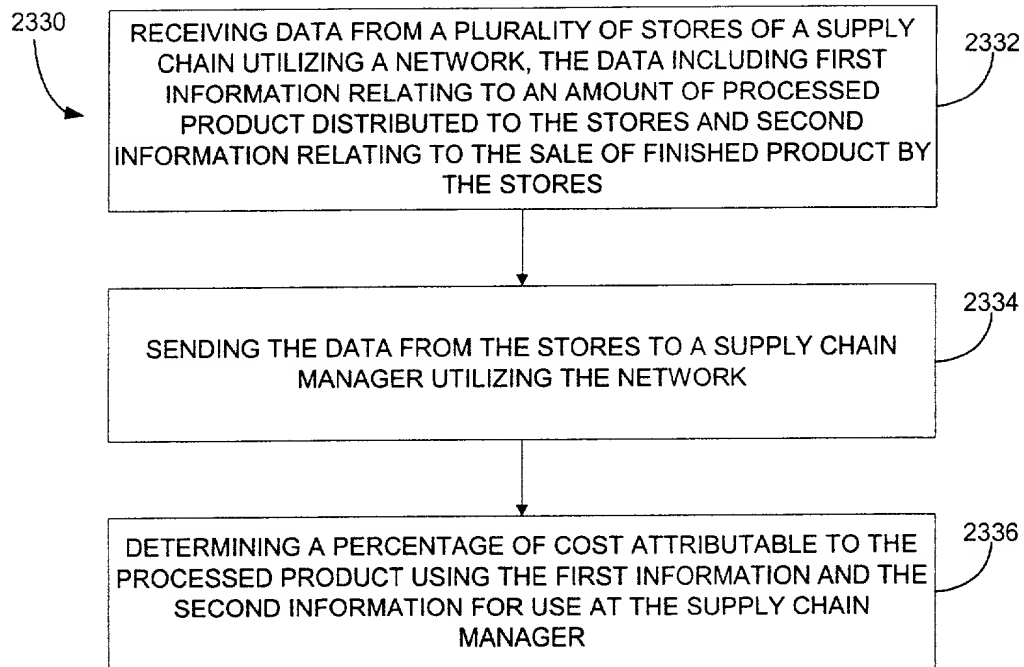 2330
RECEIVING DATA FROM A PLURALITY OF STORES OF A SUPPLY
CHAIN UTILIZING A NETWORK, THE DATA INCLUDING FIRST
INFORMATION RELATING TO AN AMOUNT OF PROCESSED
PRODUCT DISTRIBUTED TO THE STORES AND SECOND
INFORMATION RELATING TO THE SALE OF FINISHED PRODUCT BY
THE STORES
2332
SENDING THE DATA FROM THE STORES TO A SUPPLY CHAIN
MANAGER UTILIZING THE NETWORK
2334
DETERMINING A PERCENTAGE OF COST ATTRIBUTABLE TO THE
PROCESSED PRODUCT USING THE FIRST INFORMATION AND THE
SECOND INFORMATION FOR USE AT THE SUPPLY CHAIN
MANAGER
2336